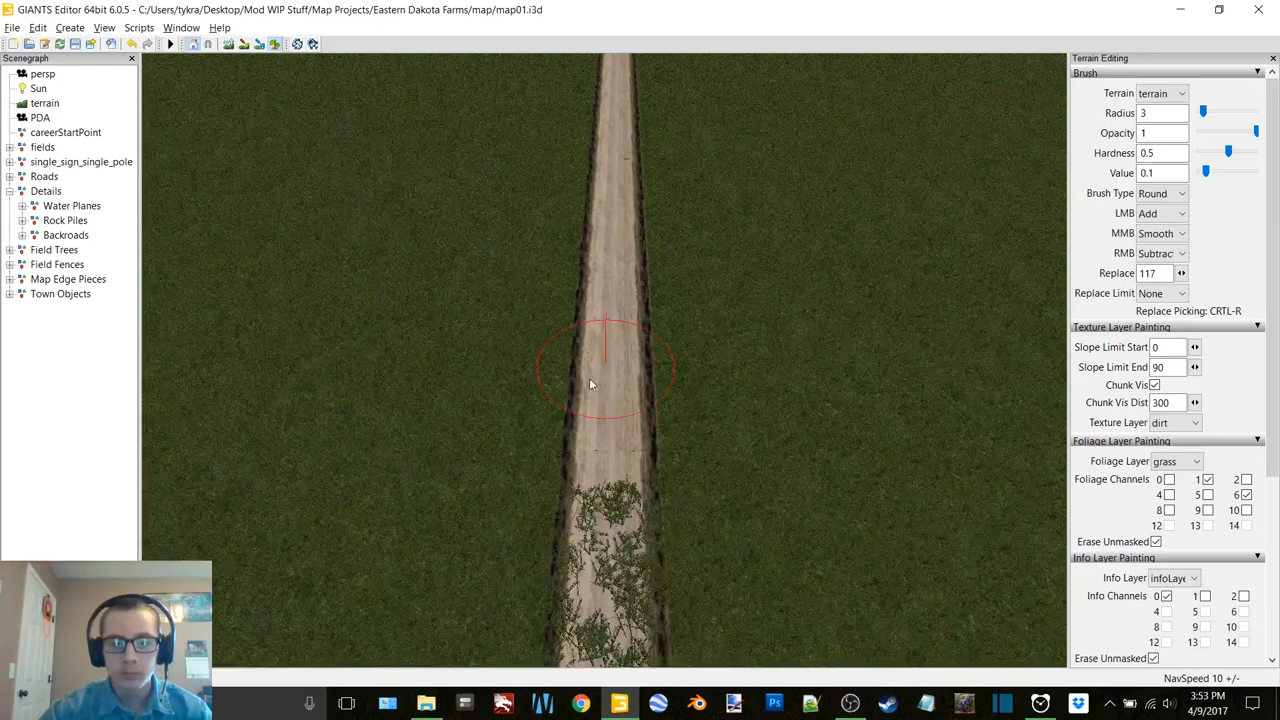 GIANTS Editor 64bit 6.0.5 - C:/Users/tykra/Desktop/Mod WIP Stuff/Map Projects/Eastern Dakota Farms/map/map01.i3d
File Edit Create View Scripts Window Help
Scenegraph
persp
Sun
terrain
PDA
careerStartPoint
fields
single_sign_single_pole
Roads
Details
Water Planes
Rock Piles
Backroads
Field Trees
Field Fences
Map Edge Pieces
Town Objects
Terrain Editing
Brush
Terrain terrain
Radius 3
Opacity 1
Hardness 0.5
Value 0.1
Brush Type Round
LMB Add
MMB Smooth
RMB Subtrac
Replace 117
Replace Limit None
Replace Picking: CRTL-R
Texture Layer Painting
Slope Limit Start 0
Slope Limit End 90
Chunk Vis
Chunk Vis Dist 300
Texture Layer dirt
Foliage Layer Painting
Foliage Layer grass
Foliage Channels 0 1 2
4 5 6
8 9 10
12 13 14
Erase Unmasked
Info Layer Painting
Info Layer infoLaye
Info Channels 0 1 2
4 5 6
8 9 10
12 13 14
Erase Unmasked
NavSpeed 10 +/-
3:53 PM
4/9/2017